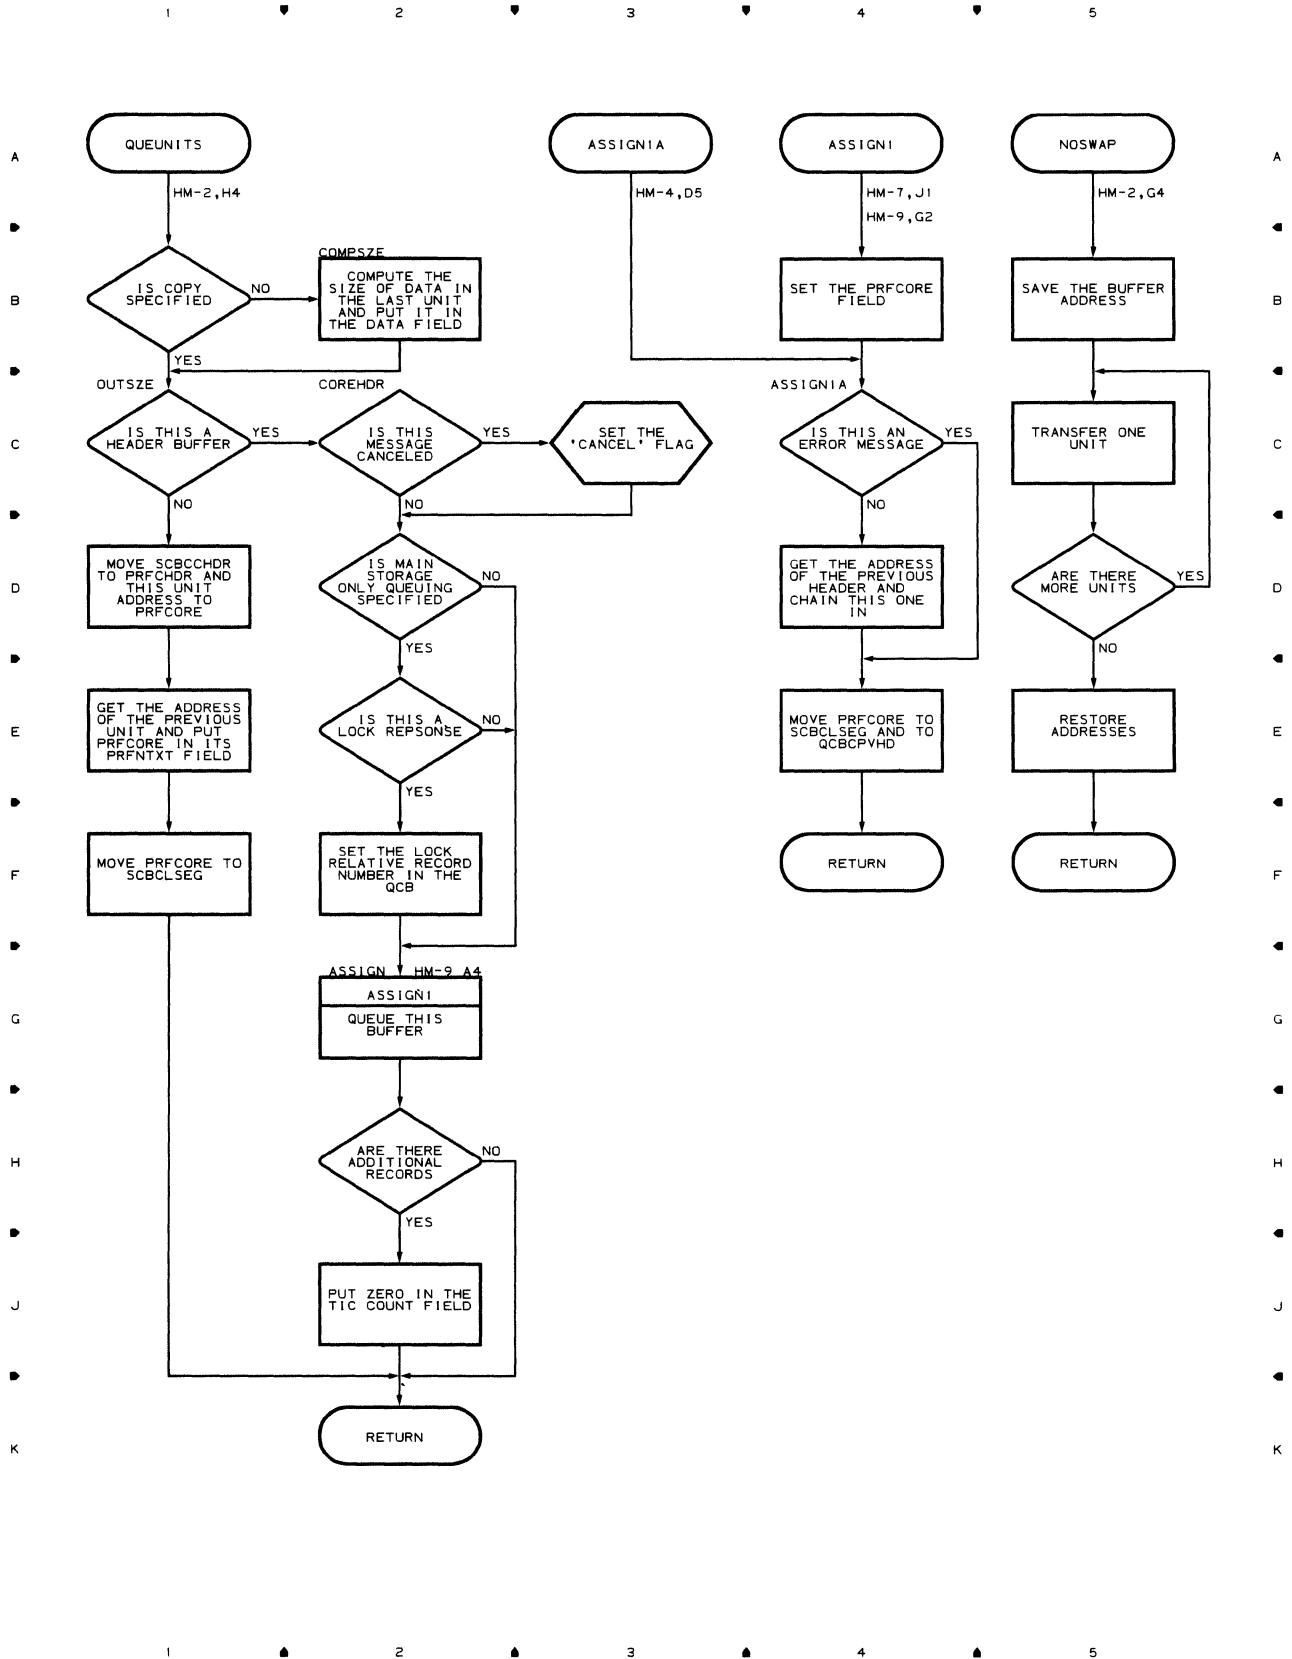 1 2 3 4 5
QUEUNITS
ASSIGN1A
ASSIGN1
NOSWAP
A
A
HM-2,H4
HM-4,D5
HM-7,J1
HM-9,G2
HM-2,G4
COMPSZE
IS COPY
SPECIFIED
NO
YES
COMPUTE THE
SIZE OF DATA IN
THE LAST UNIT
AND PUT IT IN
THE DATA FIELD
SET THE PRFCORE
FIELD
SAVE THE BUFFER
ADDRESS
B
B
OUTSZE
COREHDR
ASSIGN1A
IS THIS A
HEADER BUFFER
YES
NO
IS THIS
MESSAGE
CANCELED
YES
NO
SET THE
'CANCEL' FLAG
IS THIS AN
ERROR MESSAGE
YES
NO
TRANSFER ONE
UNIT
C
C
MOVE SCBCCHDR
TO PRFCHDR AND
THIS UNIT
ADDRESS TO
PRFCORE
IS MAIN
STORAGE
ONLY QUEUING
SPECIFIED
NO
YES
GET THE ADDRESS
OF THE PREVIOUS
HEADER AND
CHAIN THIS ONE
IN
ARE THERE
MORE UNITS
YES
NO
D
D
GET THE ADDRESS
OF THE PREVIOUS
UNIT AND PUT
PRFCORE IN ITS
PRFNTXT FIELD
IS THIS A
LOCK REPSONSE
NO
YES
MOVE PRFCORE TO
SCBCLSEG AND TO
QCBCPVHD
RESTORE
ADDRESSES
E
E
MOVE PRFCORE TO
SCBCLSEG
SET THE LOCK
RELATIVE RECORD
NUMBER IN THE
QCB
RETURN
RETURN
F
F
ASSIGN HM-9 A4
ASSIGN1
QUEUE THIS
BUFFER
G
G
ARE THERE
ADDITIONAL
RECORDS
NO
YES
H
H
PUT ZERO IN THE
TIC COUNT FIELD
J
J
RETURN
K
K
1 2 3 4 5